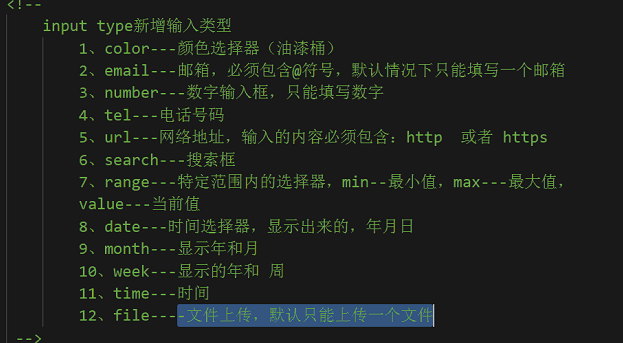 <!--
input type新增输入类型
1、color---颜色选择器（油漆桶）
2、email---邮箱，必须包含@符号，默认情况下只能填写一个邮箱
3、number---数字输入框，只能填写数字
4、tel---电话号码
5、url---网络地址，输入的内容必须包含：http 或者 https
6、search---搜索框
7、range---特定范围内的选择器，min--最小值，max---最大值，
value---当前值
8、date---时间选择器，显示出来的，年月日
9、month---显示年和月
10、week---显示的年和 周
11、time---时间
12、file----文件上传，默认只能上传一个文件
-->